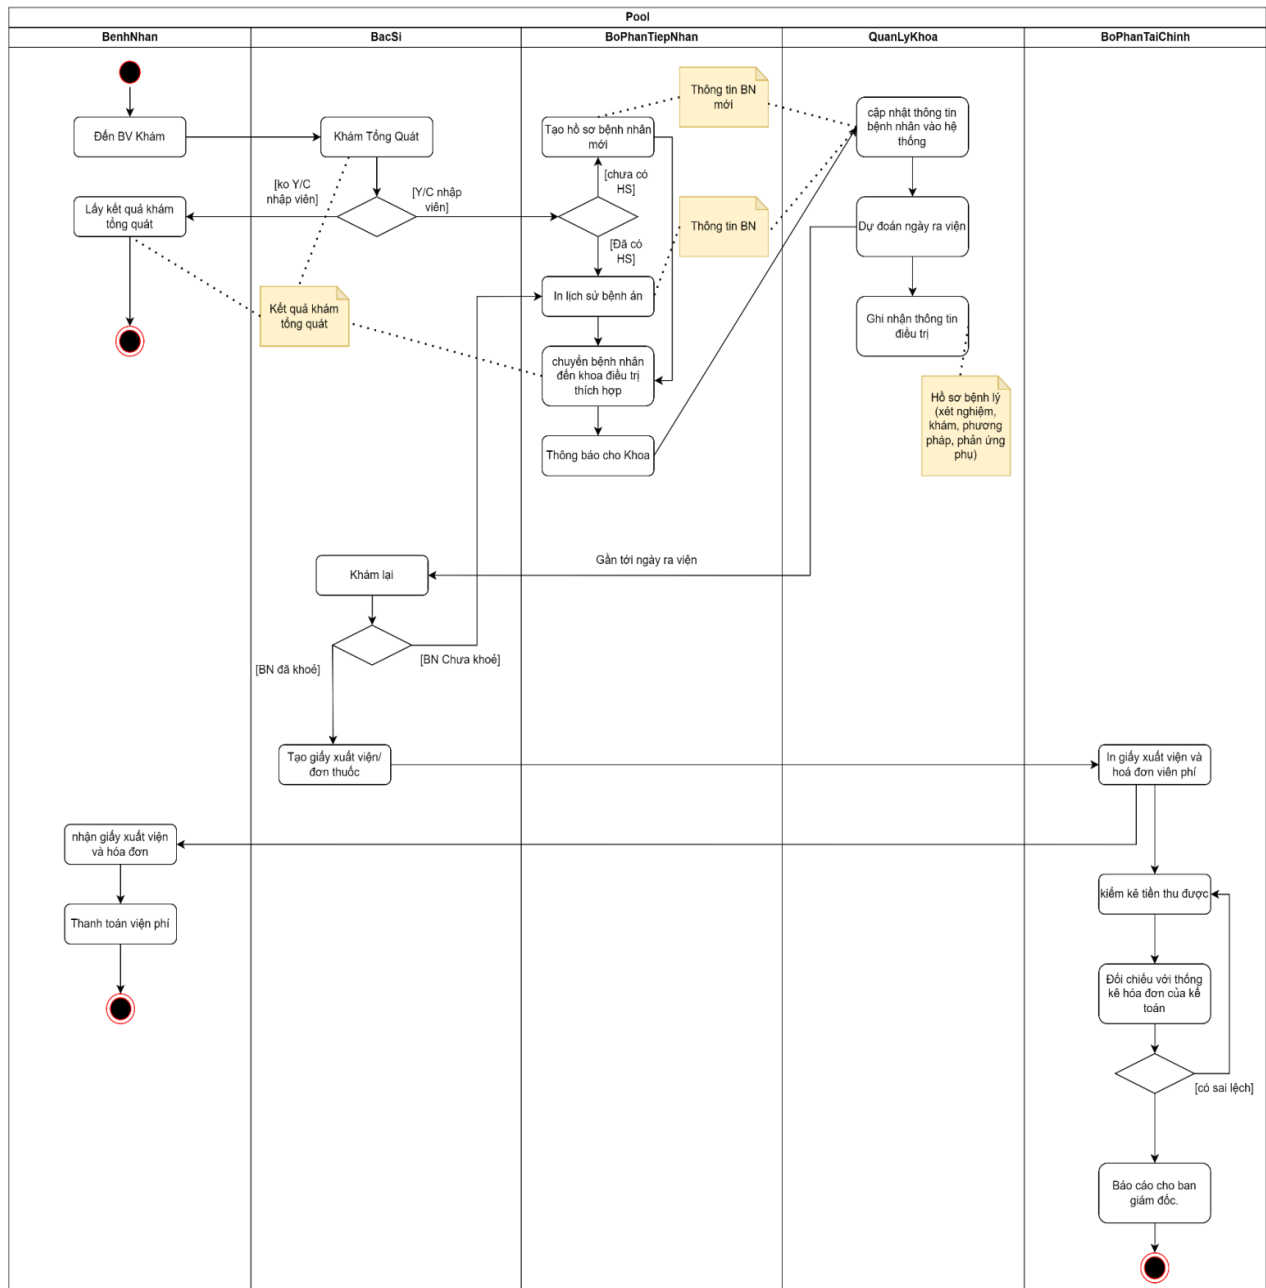 Pool
BenhNhan
BacSi
BoPhanTiepNhan
QuanLyKhoa
BoPhanTaiChinh
Đến BV Khám
Khám Tổng Quát
Tạo hồ sơ bệnh nhân
mới
Thông tin BN
mới
cập nhật thông tin
bệnh nhân vào hệ
thống
[ko Y/C
nhập viên]
[Y/C nhập
viên]
[chưa có
HS]
Lấy kết quả khám
tổng quát
[Đã có
HS]
Thông tin BN
Dự đoán ngày ra viện
Kết quả khám
tổng quát
In lịch sử bệnh án
Ghi nhận thông tin
điều trị
chuyển bệnh nhân
đến khoa điều trị
thích hợp
Hồ sơ bệnh lý
(xét nghiệm,
khám, phương
pháp, phản ứng
phụ)
Thông báo cho Khoa
Gần tới ngày ra viện
Khám lại
[BN đã khoẻ]
[BN Chưa khoẻ]
Tạo giấy xuất viện/
đơn thuốc
In giấy xuất viện và
hoá đơn viên phí
nhận giấy xuất viện
và hóa đơn
Thanh toán viện phí
kiểm kê tiền thu được
Đối chiếu với thống
kê hóa đơn của kế
toán
[có sai lệch]
Báo cáo cho ban
giám đốc.